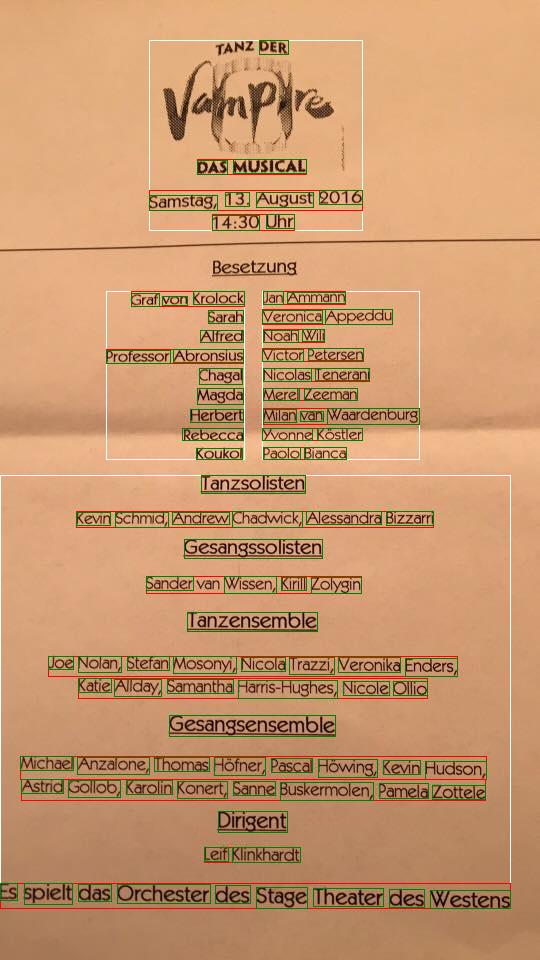 TANZ DER
Vampire
DAS MUSICAL
Samstag, 13. August 2016
14:30 Uhr
Besetzung
Graf von Krolock Jan Ammann
Sarah Veronica Appeddu
Alfred Noah Wili
Professor Abronsius Victor Petersen
Chagal Nicolas Tenerani
Magda Merel Zeeman
Herbert Milan van Waardenburg
Rebecca Yvonne Köstler
Koukol Paolo Bianca
Tanzsolisten
Kevin Schmid, Andrew Chadwick, Alessandra Bizzarri
Gesangssolisten
Sander van Wissen, Kirill Zolygin
Tanzensemble
Joe Nolan, Stefan Mosonyi, Nicola Trazzi, Veronika Enders,
Katie Allday, Samantha Harris-Hughes, Nicole Ollio
Gesangsensemble
Michael Anzalone, Thomas Höfner, Pascal Höwing, Kevin Hudson,
Astrid Gollob, Karolin Konert, Sanne Buskermolen, Pamela Zottele
Dirigent
Leif Klinkhardt
Es spielt das Orchester des Stage Theater des Westens